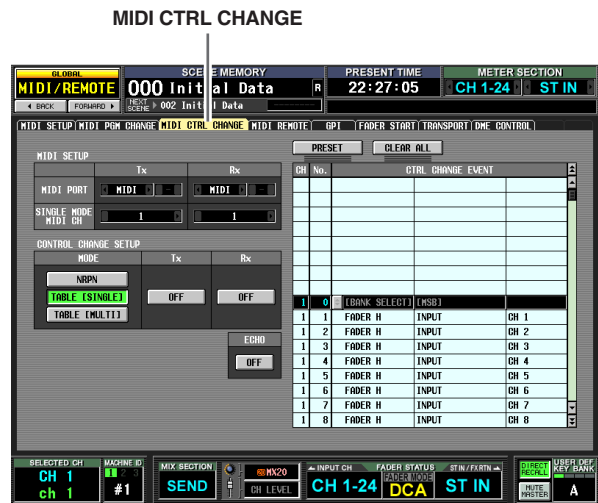 MIDI CTRL CHANGE
GLOBAL
MIDI/REMOTE
BACK FORWARD
SCENE MEMORY
000 Initial Data R
NEXT SCENE 002 Initial Data
PRESENT TIME
22:27:05
METER SECTION
CH 1-24 ST IN
MIDI SETUP MIDI PGM CHANGE MIDI CTRL CHANGE MIDI REMOTE GPI FADER START TRANSPORT DME CONTROL
MIDI SETUP
Tx Rx
MIDI PORT MIDI - MIDI -
SINGLE MODE MIDI CH 1 1
CONTROL CHANGE SETUP
MODE Tx Rx
NRPN
TABLE [SINGLE] OFF OFF
TABLE [MULTI]
ECHO
OFF
PRESET CLEAR ALL
CH No. CTRL CHANGE EVENT
1 0 [BANK SELECT] [MSB]
1 1 FADER H INPUT CH 1
1 2 FADER H INPUT CH 2
1 3 FADER H INPUT CH 3
1 4 FADER H INPUT CH 4
1 5 FADER H INPUT CH 5
1 6 FADER H INPUT CH 6
1 7 FADER H INPUT CH 7
1 8 FADER H INPUT CH 8
SELECTED CH
CH 1
ch 1
MACHINE ID
1 2 3
#1
MIX SECTION
SEND
MX20
CH LEVEL
INPUT CH FADER STATUS ST IN/FXRTN
CH 1-24
FADER MODE
DCA
ST IN
DIRECT RECALL
MUTE MASTER
USER DEF KEY BANK
A